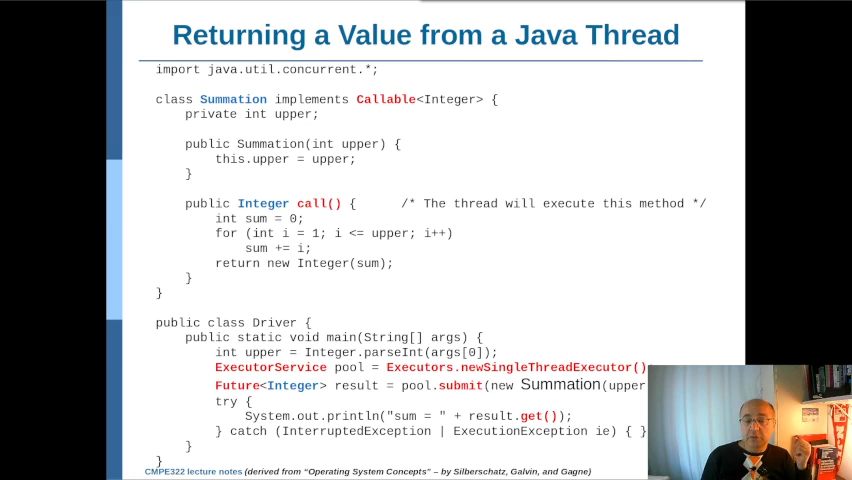 Returning a Value from a Java Thread
import java.util.concurrent.*;
class Summation implements Callable<Integer> {
private int upper;
public Summation(int upper) {
this.upper = upper;
}
public Integer call() { /* The thread will execute this method */
int sum = 0;
for (int i = 1; i <= upper; i++)
sum += i;
return new Integer(sum);
}
}
public class Driver {
public static void main(String[] args) {
int upper = Integer.parseInt(args[0]);
ExecutorService pool = Executors.newSingleThreadExecutor()
Future<Integer> result = pool.submit(new Summation(upper
try {
System.out.println("sum = " + result.get());
} catch (InterruptedException | ExecutionException ie) { }
}
}
CMPE322 lecture notes (derived from “Operating System Concepts” – by Silberschatz, Galvin, and Gagne)